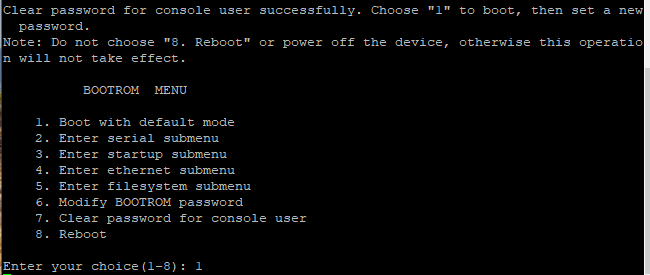 Clear password for console user successfully. Choose "1" to boot, then set a new
password.
Note: Do not choose "8. Reboot" or power off the device, otherwise this operatio
n will not take effect.
BOOTROM MENU
1. Boot with default mode
2. Enter serial submenu
3. Enter startup submenu
4. Enter ethernet submenu
5. Enter filesystem submenu
6. Modify BOOTROM password
7. Clear password for console user
8. Reboot
Enter your choice(1-8): 1